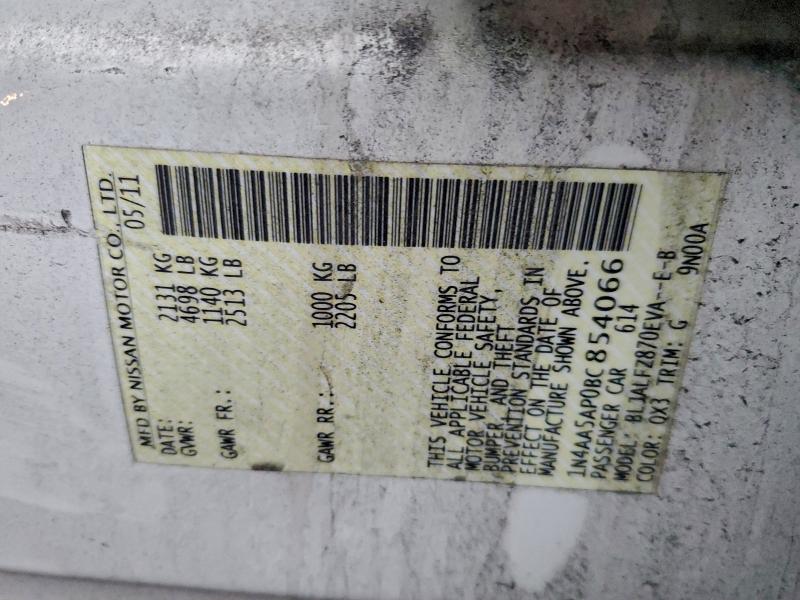 MFD BY NISSAN MOTOR CO., LTD.
DATE: 05/11
GVWR: 2131 KG
4698 LB
GAWR FR.: 1140 KG
2513 LB
GAWR RR.: 1000 KG
2205 LB
THIS VEHICLE CONFORMS TO
ALL APPLICABLE FEDERAL
MOTOR VEHICLE SAFETY,
BUMPER, AND THEFT
PREVENTION STANDARDS IN
EFFECT ON THE DATE OF
MANUFACTURE SHOWN ABOVE.
1N4AA5AP0BC854066
PASSENGER CAR 614
MODEL: BLJALFZ870EVA--E-B
COLOR: QX3 TRIM: G 9N00A